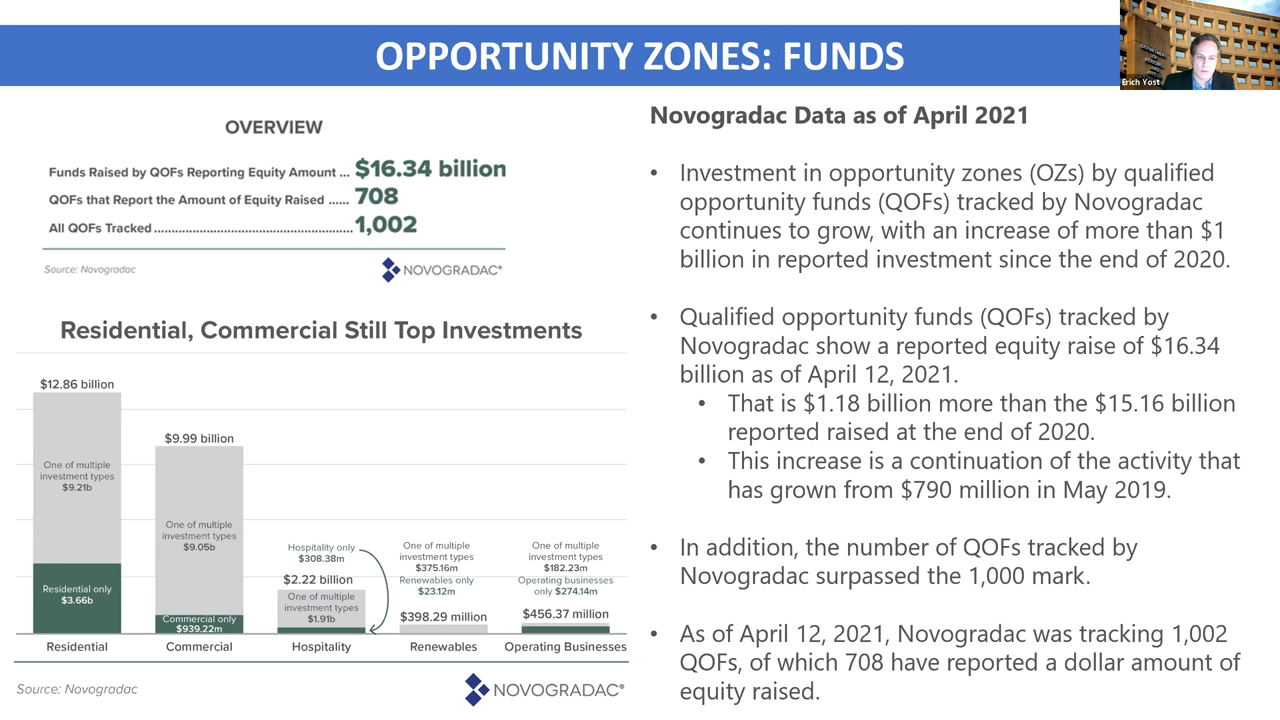 OPPORTUNITY ZONES: FUNDS
Erich Yost
OVERVIEW
Funds Raised by QOFs Reporting Equity Amount ... $16.34 billion
QOFs that Report the Amount of Equity Raised ...... 708
All QOFs Tracked ........................................................ 1,002
Source: Novogradac
NOVOGRADAC®
Residential, Commercial Still Top Investments
$12.86 billion
One of multiple
investment types
$9.21b
Residential only
$3.66b
Residential
$9.99 billion
One of multiple
investment types
$9.05b
Commercial only
$939.22m
Commercial
Hospitality only
$308.38m
$2.22 billion
One of multiple
investment types
$1.91b
Hospitality
One of multiple
investment types
$375.16m
Renewables only
$23.12m
$398.29 million
Renewables
One of multiple
investment types
$182.23m
Operating businesses
only $274.14m
$456.37 million
Operating Businesses
Source: Novogradac
NOVOGRADAC®
Novogradac Data as of April 2021
• Investment in opportunity zones (OZs) by qualified
opportunity funds (QOFs) tracked by Novogradac
continues to grow, with an increase of more than $1
billion in reported investment since the end of 2020.
• Qualified opportunity funds (QOFs) tracked by
Novogradac show a reported equity raise of $16.34
billion as of April 12, 2021.
• That is $1.18 billion more than the $15.16 billion
reported raised at the end of 2020.
• This increase is a continuation of the activity that
has grown from $790 million in May 2019.
• In addition, the number of QOFs tracked by
Novogradac surpassed the 1,000 mark.
• As of April 12, 2021, Novogradac was tracking 1,002
QOFs, of which 708 have reported a dollar amount of
equity raised.